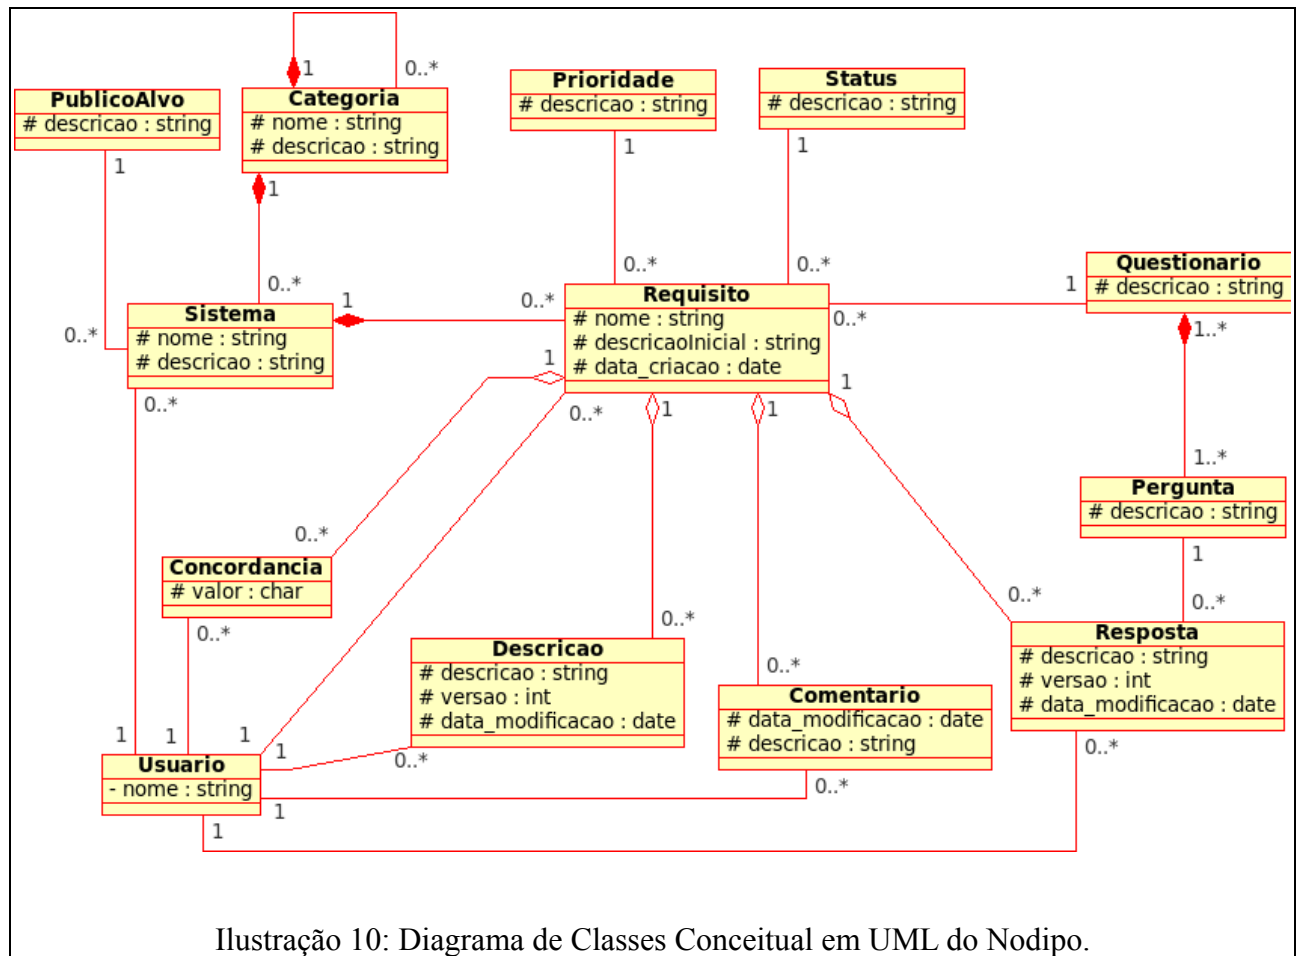 1
0..*
PublicoAlvo
# descricao : string
1
Categoria
# nome : string
# descricao : string
1
Prioridade
# descricao : string
1
Status
# descricao : string
1
0..*
0..*
0..*
0..*
Sistema
# nome : string
# descricao : string
1
0..*
0..*
Requisito
# nome : string
# descricaoInicial : string
# data_criacao : date
0..*
1
Questionario
# descricao : string
1..*
1
0..*
1
1
1
1..*
Pergunta
# descricao : string
1
0..*
Concordancia
# valor : char
0..*
0..*
Descricao
# descricao : string
# versao : int
# data_modificacao : date
0..*
0..*
Comentario
# data_modificacao : date
# descricao : string
0..*
0..*
0..*
Resposta
# descricao : string
# versao : int
# data_modificacao : date
0..*
1
1
1
1
Usuario
- nome : string
1
1
Ilustração 10: Diagrama de Classes Conceitual em UML do Nodipo.